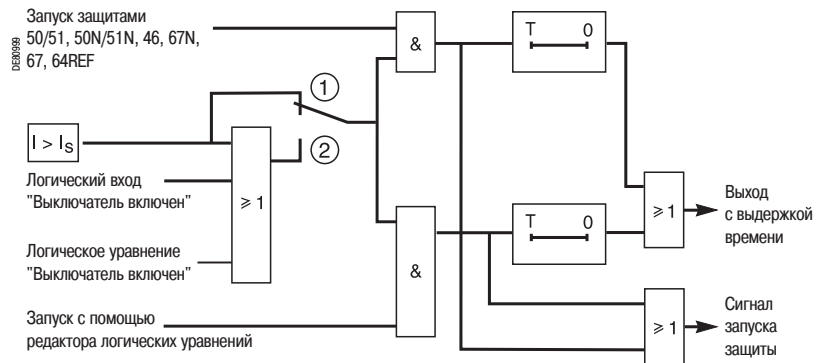 DE80999
Запуск защитами
50/51, 50N/51N, 46, 67N,
67, 64REF
I > Is
Логический вход
"Выключатель включен"
Логическое уравнение
"Выключатель включен"
Запуск с помощью
редактора логических уравнений
1
2
⩾ 1
&
&
T 0
T 0
⩾ 1
Выход
с выдержкой
времени
⩾ 1
Сигнал
запуска
защиты